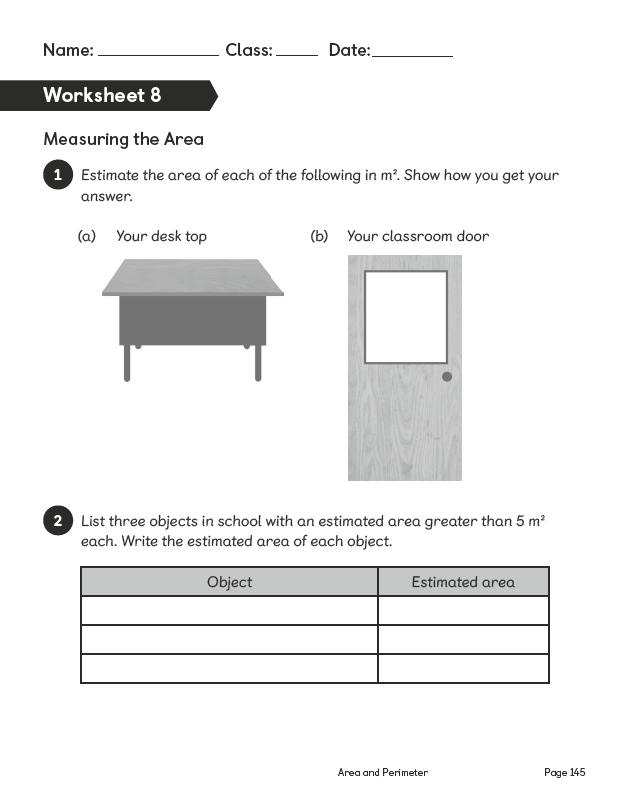 Name: Class: Date:
Worksheet 8
Measuring the Area
1 Estimate the area of each of the following in m². Show how you get your
answer.
(a) Your desk top (b) Your classroom door
2 List three objects in school with an estimated area greater than 5 m²
each. Write the estimated area of each object.
Object Estimated area
Area and Perimeter Page 145